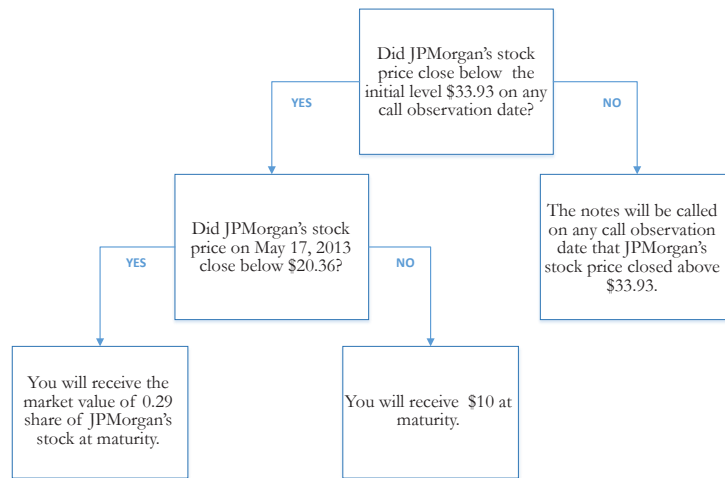 Did JPMorgan's stock
price close below the
initial level $33.93 on any
call observation date?
YES
NO
Did JPMorgan's stock
price on May 17, 2013
close below $20.36?
The notes will be called
on any call observation
date that JPMorgan's
stock price closed above
$33.93.
YES
NO
You will receive the
market value of 0.29
share of JPMorgan's
stock at maturity.
You will receive $10 at
maturity.